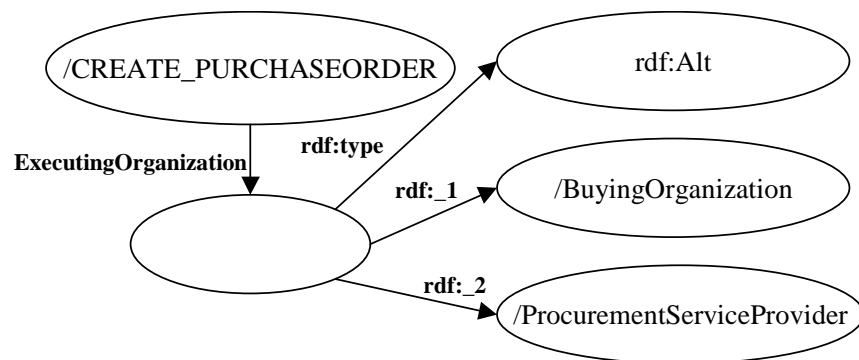 /CREATE_PURCHASEORDER
rdf:Alt
rdf:type
ExecutingOrganization
rdf:_1
/BuyingOrganization
rdf:_2
/ProcurementServiceProvider